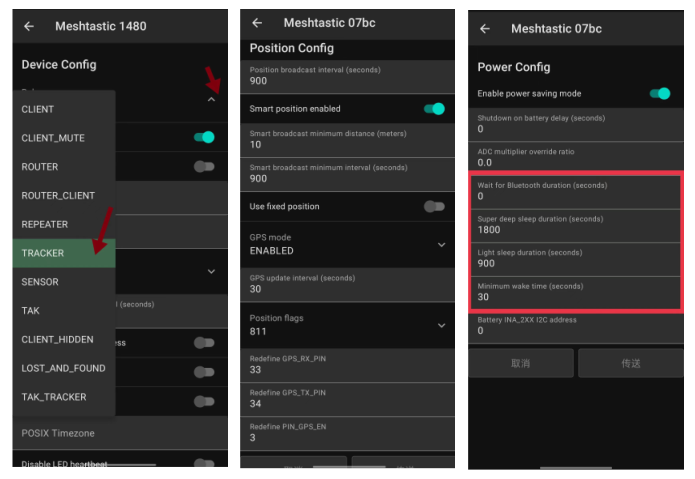 Meshtastic 1480
Device Config
CLIENT
CLIENT_MUTE
ROUTER
ROUTER_CLIENT
REPEATER
TRACKER
SENSOR
TAK
(seconds)
CLIENT_HIDDEN
ess
LOST_AND_FOUND
TAK_TRACKER
POSIX Timezone
Disable LED heartbeat
Meshtastic 07bc
Position Config
Position broadcast interval (seconds)
900
Smart position enabled
Smart broadcast minimum distance (meters)
10
Smart broadcast minimum interval (seconds)
900
Use fixed position
GPS mode
ENABLED
GPS update interval (seconds)
30
Position flags
811
Redefine GPS_RX_PIN
33
Redefine GPS_TX_PIN
34
Redefine PIN_GPS_EN
3
Meshtastic 07bc
Power Config
Enable power saving mode
Shutdown on battery delay (seconds)
0
ADC multiplier override ratio
0.0
Wait for Bluetooth duration (seconds)
0
Super deep sleep duration (seconds)
1800
Light sleep duration (seconds)
900
Minimum wake time (seconds)
30
Battery INA_2XX I2C address
0
取消
传送